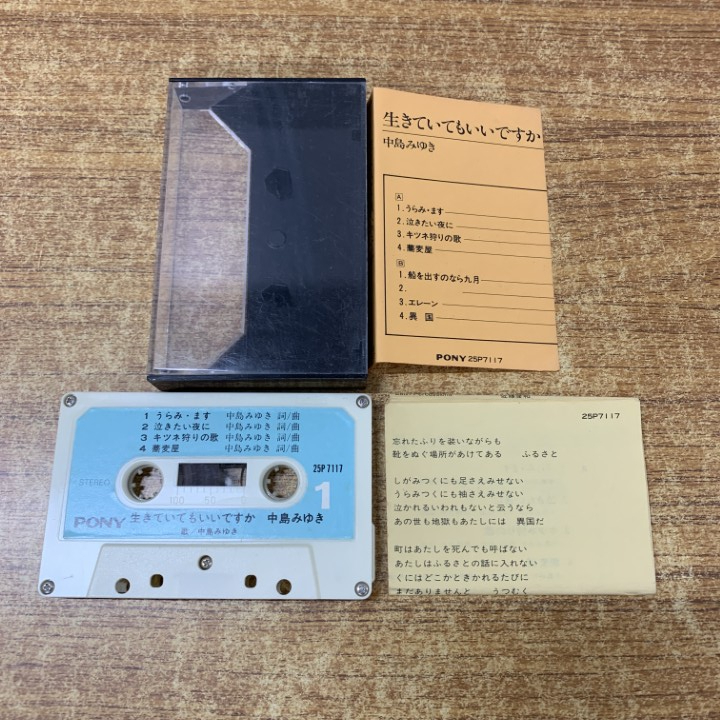 生きていてもいいですか
中島みゆき
A
1.うらみ・ます
2.泣きたい夜に
3.キツネ狩りの歌
4.蕎麦屋
B
1.船を出すのなら九月
2.
3.エレーン
4.異国
PONY 25P7117
1 うらみ・ます 中島みゆき 詞/曲
2 泣きたい夜に 中島みゆき 詞/曲
3 キツネ狩りの歌 中島みゆき 詞/曲
4 蕎麦屋 中島みゆき 詞/曲
25P7117
STEREO
100 50 0
1
PONY 生きていてもいいですか 中島みゆき
歌/中島みゆき
25P7117
忘れたふりを装いながらも
靴をぬぐ場所があけてある ふるさと
しがみつくにも足さえみせない
うらみつくにも袖さえみせない
泣かれるいわれもないと云うなら
あの世も地獄もあたしには 異国だ
町はあたしを死んでも呼ばない
あたしはふるさとの話に入れない
くにはどこかときかれるたびに
まだありませんと うつむく